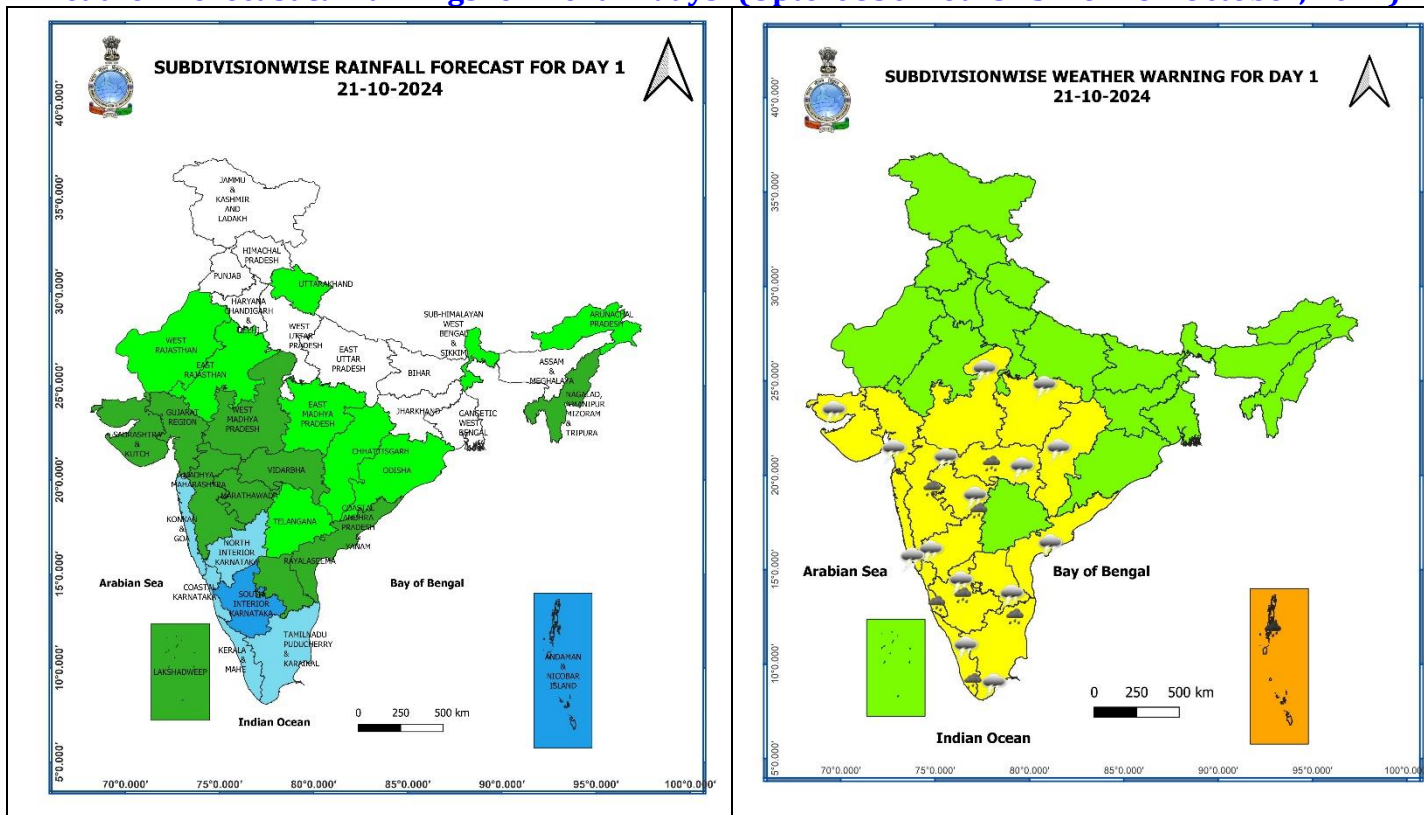 SUBDIVISIONWISE RAINFALL FORECAST FOR DAY 1
21-10-2024
40°0.000'
35°0.000'
30°0.000'
25°0.000'
20°0.000'
15°0.000'
10°0.000'
5°0.000'
JAMMU
&
KASHMIR
AND
LADAKH
HIMACHAL
PRADESH
PUNJAB
UTTARAKHAND
HARYANA
CHANDIGARH
&
DELHI
WEST
UTTAR
PRADESH
EAST
UTTAR
PRADESH
SUB-HIMALAYAN
WEST
BENGAL
&
SIKKIM
ARUNACHAL
PRADESH
WEST
RAJASTHAN
EAST
RAJASTHAN
BIHAR
ASSAM
&
MEGHALAYA
NAGALAD,
MANIPUR
MIZORAM
&
TRIPURA
GUJARAT
REGION
WEST
MADHYA
PRADESH
EAST
MADHYA
PRADESH
JHARKHAND
GANGETIC
WEST
BENGAL
SAURASHTRA
&
KUTCH
CHHATTISGARH
ODISHA
VIDARBHA
MADHYA
MAHARASHTRA
MARATHAWADA
KONKAN
&
GOA
TELANGANA
COASTAL
ANDHRA
PRADESH
&
YANAM
NORTH
INTERIOR
KARNATAKA
RAYALASEEMA
Arabian Sea
Bay of Bengal
COASTAL
KARNATAKA
SOUTH
INTERIOR
KARNATAKA
TAMILNADU
PUDUCHERRY
&
KARAIKAL
KERALA
&
MAHE
LAKSHADWEEP
ANDAMAN
&
NICOBAR
ISLAND
Indian Ocean
0 250 500 km
70°0.000' 75°0.000' 80°0.000' 85°0.000' 90°0.000' 95°0.000' 100°0.000'
SUBDIVISIONWISE WEATHER WARNING FOR DAY 1
21-10-2024
40°0.000'
35°0.000'
30°0.000'
25°0.000'
20°0.000'
15°0.000'
10°0.000'
5°0.000'
Arabian Sea
Bay of Bengal
Indian Ocean
0 250 500 km
70°0.000' 75°0.000' 80°0.000' 85°0.000' 90°0.000' 95°0.000' 100°0.000'